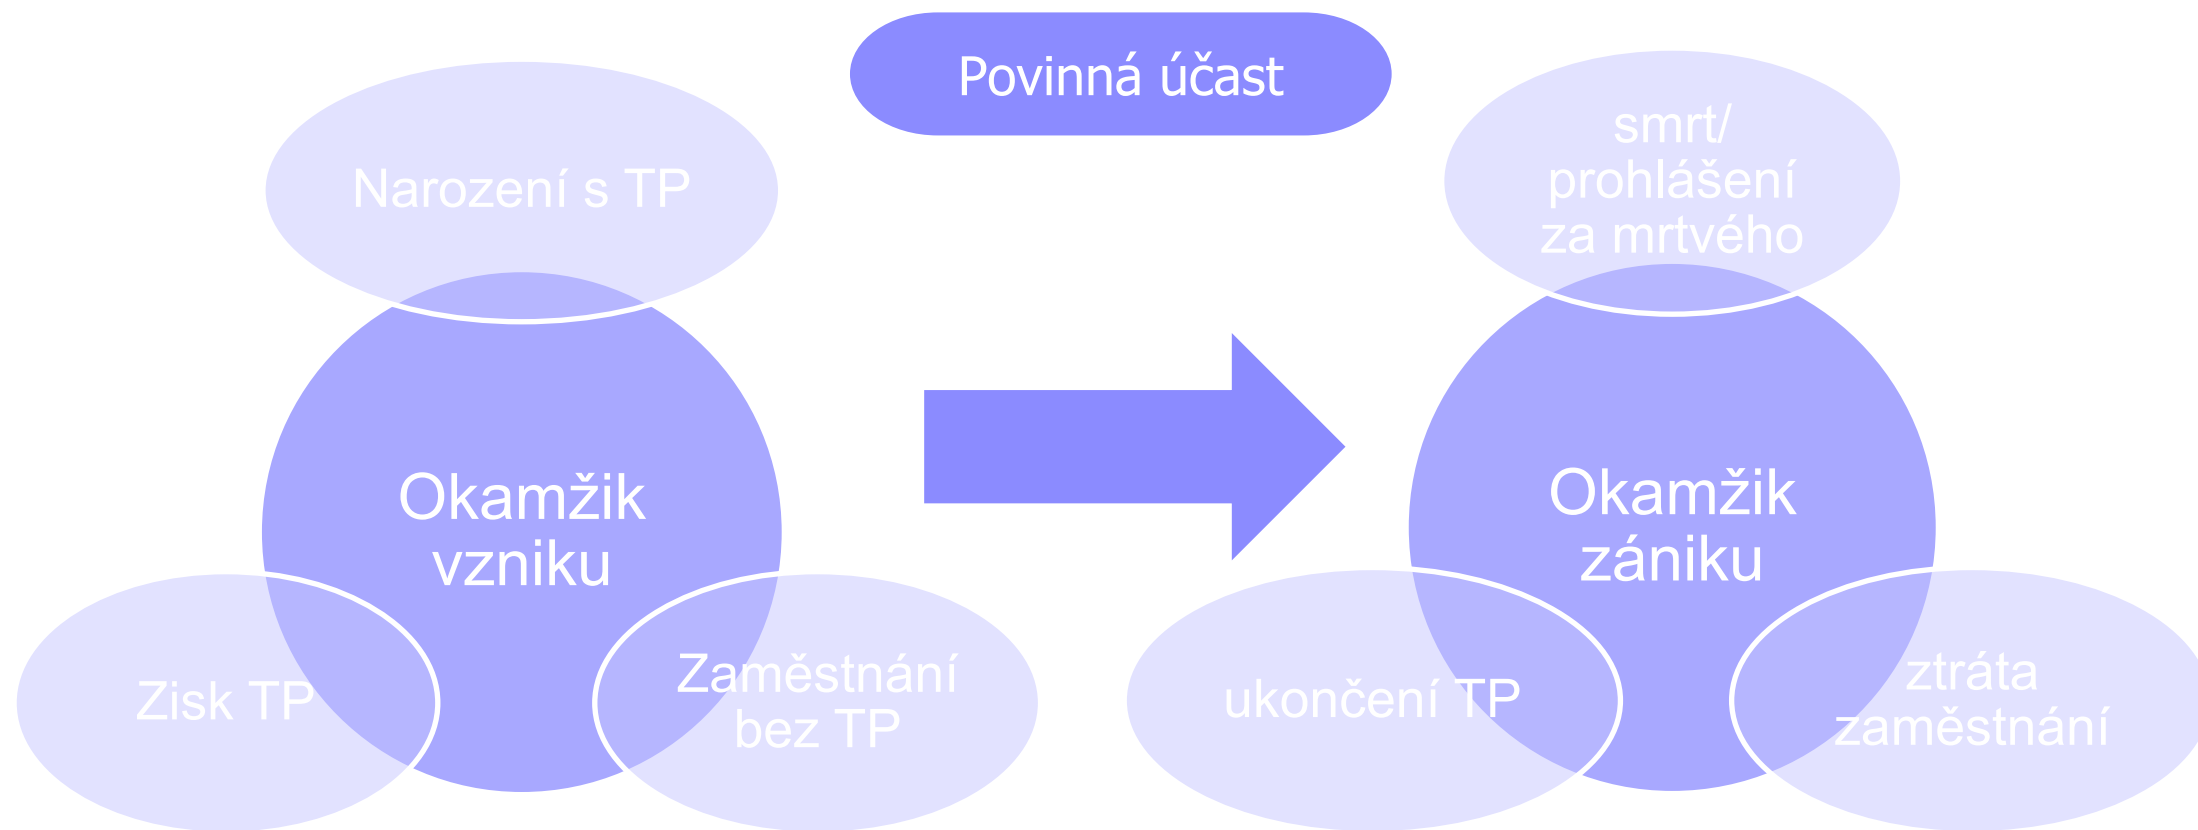 Povinná účast
Narození s TP
Okamžik
vzniku
Zisk TP
Zaměstnání
bez TP
smrt/
prohlášení
za mrtvého
Okamžik
zániku
ukončení TP
ztráta
zaměstnání